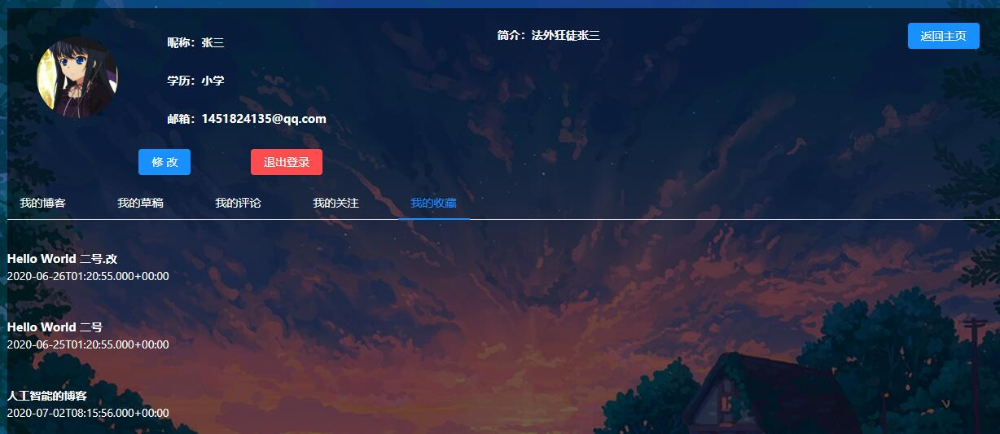 昵称：张三
简介：法外狂徒张三
返回主页
学历：小学
邮箱：1451824135@qq.com
修 改
退出登录
我的博客 我的草稿 我的评论 我的关注 我的收藏
Hello World 二号.改
2020-06-26T01:20:55.000+00:00
Hello World 二号
2020-06-25T01:20:55.000+00:00
人工智能的博客
2020-07-02T08:15:56.000+00:00